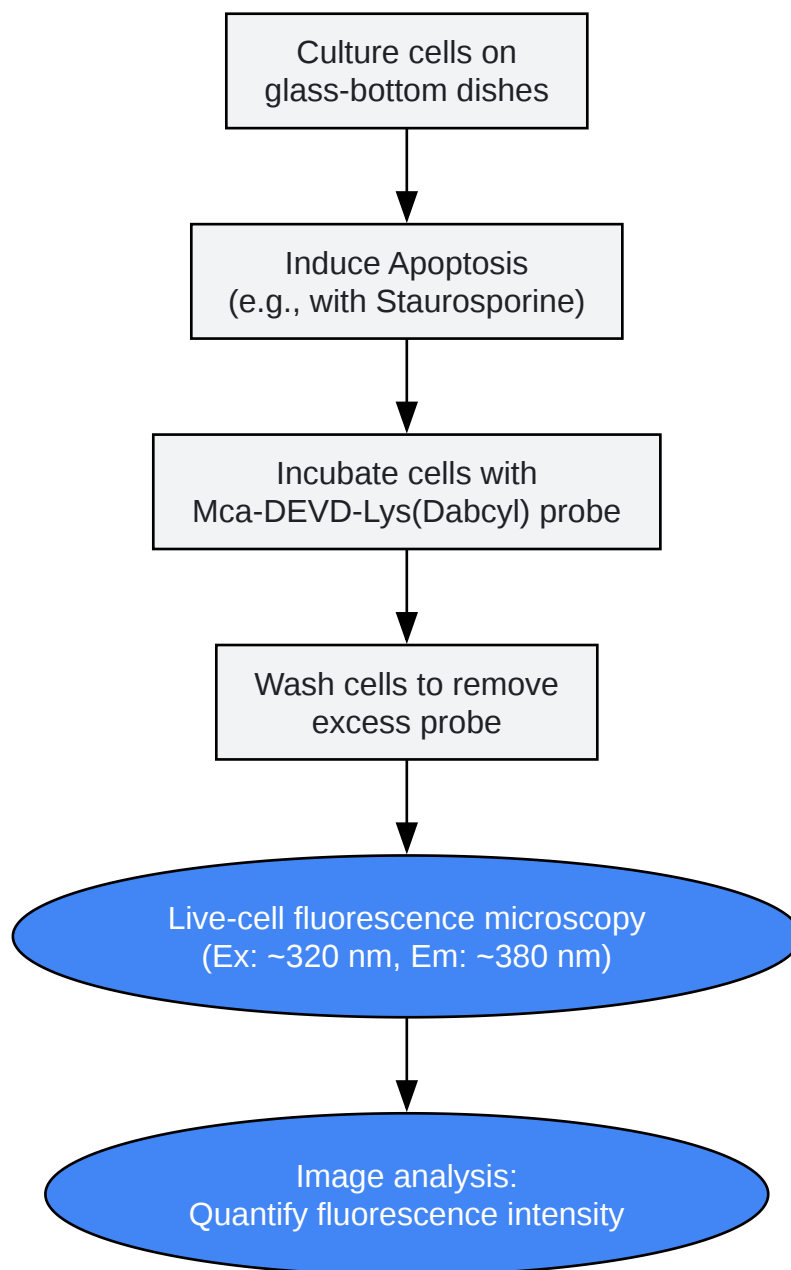 Culture cells on
glass-bottom dishes
Induce Apoptosis
(e.g., with Staurosporine)
Incubate cells with
Mca-DEVD-Lys(Dabcyl) probe
Wash cells to remove
excess probe
Live-cell fluorescence microscopy
(Ex: ~320 nm, Em: ~380 nm)
Image analysis:
Quantify fluorescence intensity